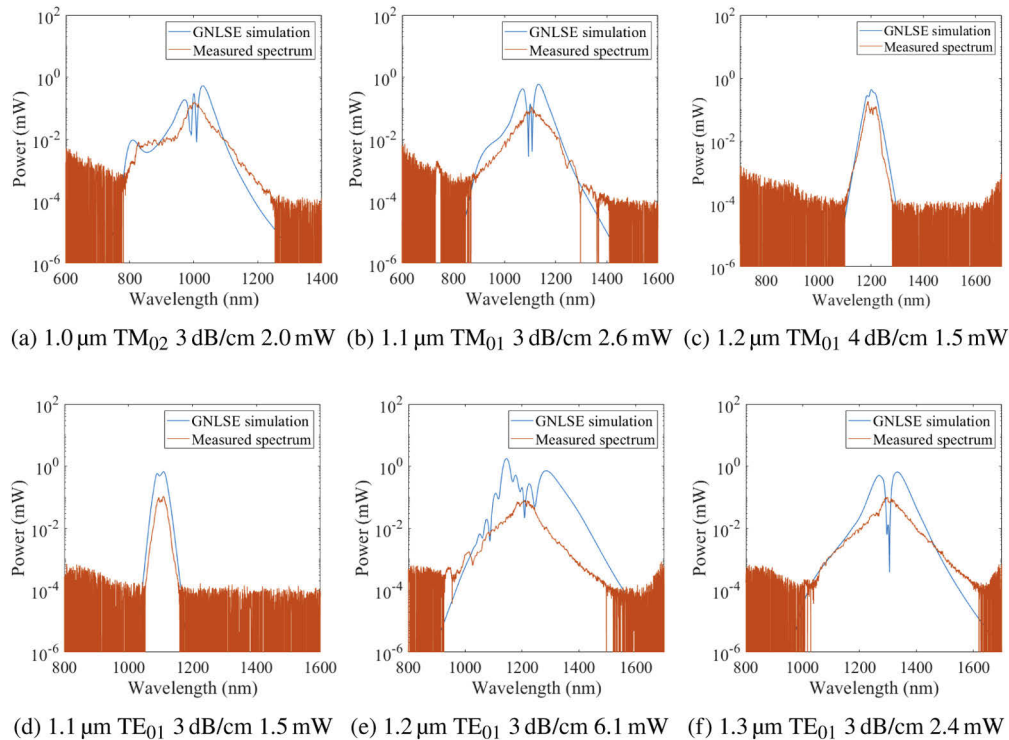 10^2
10^0
10^-2
10^-4
10^-6
Power (mW)
GNLSE simulation
Measured spectrum
600 800 1000 1200 1400
Wavelength (nm)
10^2
10^0
10^-2
10^-4
10^-6
Power (mW)
GNLSE simulation
Measured spectrum
600 800 1000 1200 1400 1600
Wavelength (nm)
10^2
10^0
10^-2
10^-4
10^-6
Power (mW)
GNLSE simulation
Measured spectrum
1000 1200 1400 1600
Wavelength (nm)
(a) 1.0 µm TM02 3 dB/cm 2.0 mW (b) 1.1 µm TM01 3 dB/cm 2.6 mW (c) 1.2 µm TM01 4 dB/cm 1.5 mW
10^2
10^0
10^-2
10^-4
10^-6
Power (mW)
GNLSE simulation
Measured spectrum
800 1000 1200 1400 1600
Wavelength (nm)
10^2
10^0
10^-2
10^-4
10^-6
Power (mW)
GNLSE simulation
Measured spectrum
800 1000 1200 1400 1600
Wavelength (nm)
10^2
10^0
10^-2
10^-4
10^-6
Power (mW)
GNLSE simulation
Measured spectrum
800 1000 1200 1400 1600
Wavelength (nm)
(d) 1.1 µm TE01 3 dB/cm 1.5 mW (e) 1.2 µm TE01 3 dB/cm 6.1 mW (f) 1.3 µm TE01 3 dB/cm 2.4 mW